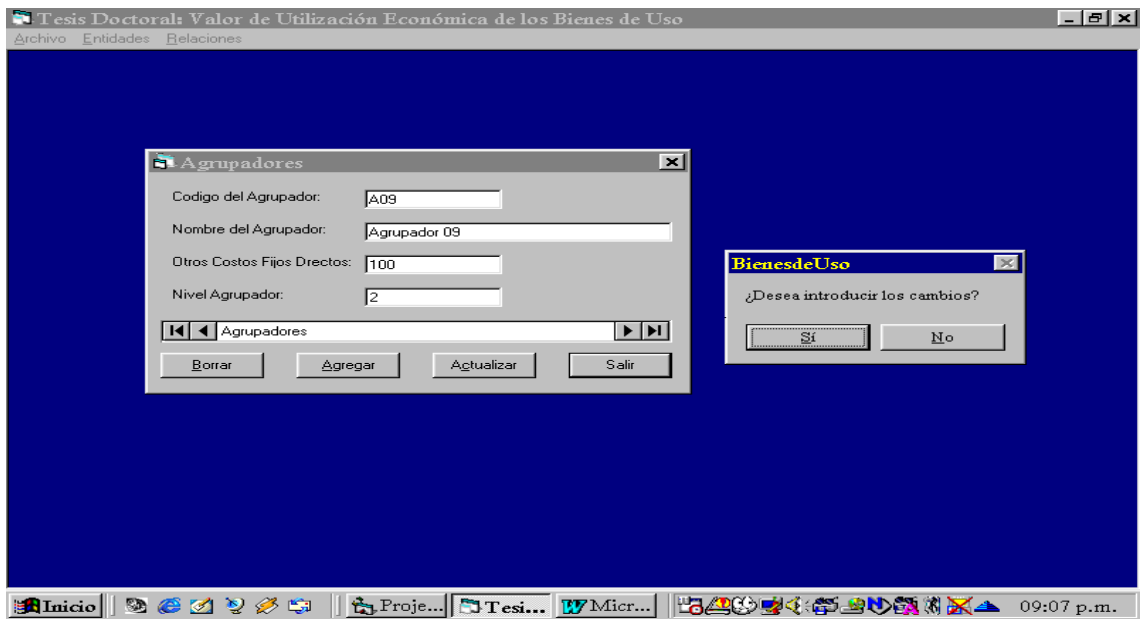 Tesis Doctoral: Valor de Utilización Económica de los Bienes de Uso
Archivo Entidades Relaciones
Agrupadores
Codigo del Agrupador: A09
Nombre del Agrupador: Agrupador 09
Otros Costos Fijos Drectos: 100
Nivel Agrupador: 2
Agrupadores
Borrar Agregar Actualizar Salir
BienesdeUso
¿Desea introducir los cambios?
Sí No
Inicio Proje... Tesi... Micr... 09:07 p.m.